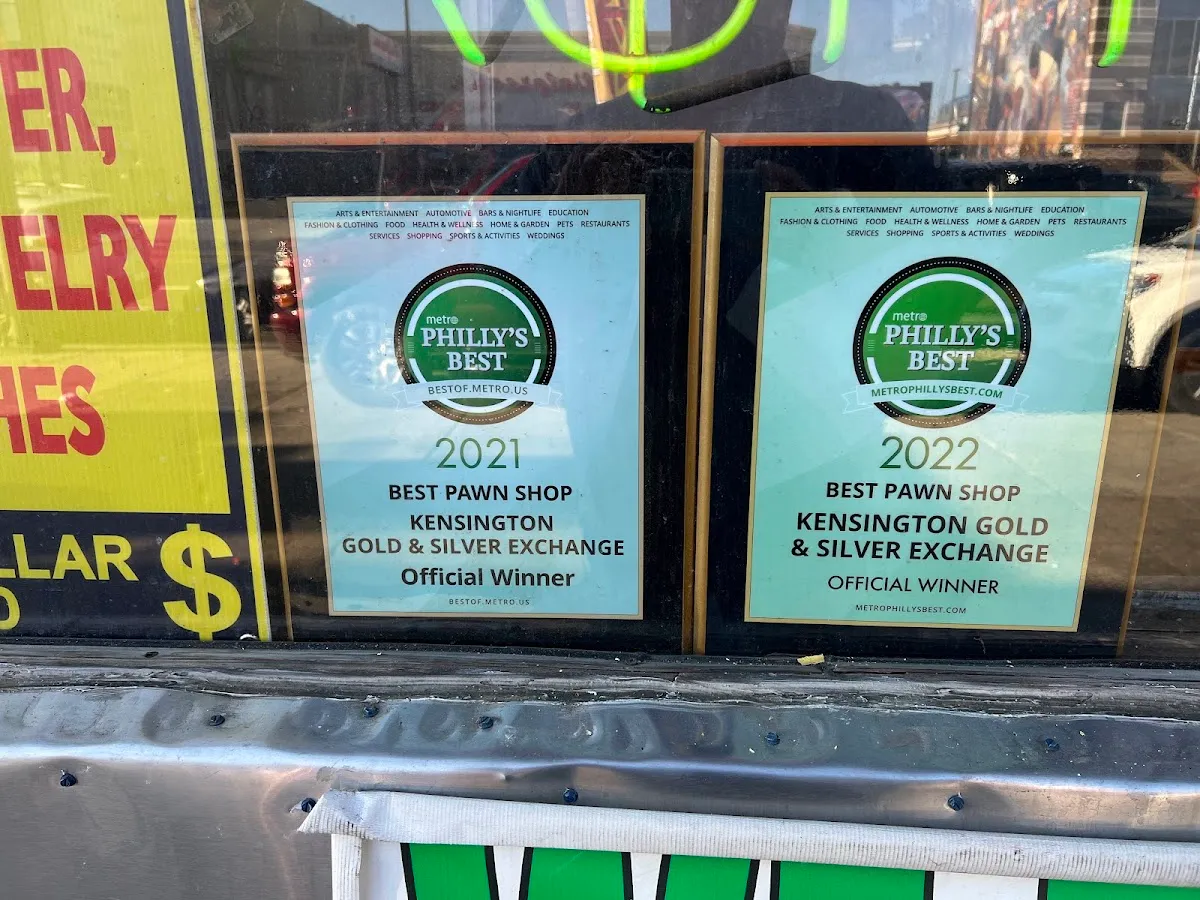 ER,
ELRY
HES
LLAR $
ARTS & ENTERTAINMENT AUTOMOTIVE BARS & NIGHTLIFE EDUCATION
FASHION & CLOTHING FOOD HEALTH & WELLNESS HOME & GARDEN PETS RESTAURANTS
SERVICES SHOPPING SPORTS & ACTIVITIES WEDDINGS
metro
PHILLY'S
BEST
BESTOF.METRO.US
2021
BEST PAWN SHOP
KENSINGTON
GOLD & SILVER EXCHANGE
Official Winner
BESTOF.METRO.US
ARTS & ENTERTAINMENT AUTOMOTIVE BARS & NIGHTLIFE EDUCATION
FASHION & CLOTHING FOOD HEALTH & WELLNESS HOME & GARDEN PETS RESTAURANTS
SERVICES SHOPPING SPORTS & ACTIVITIES WEDDINGS
metro
PHILLY'S
BEST
METROPHILLYSBEST.COM
2022
BEST PAWN SHOP
KENSINGTON GOLD
& SILVER EXCHANGE
OFFICIAL WINNER
METROPHILLYSBEST.COM